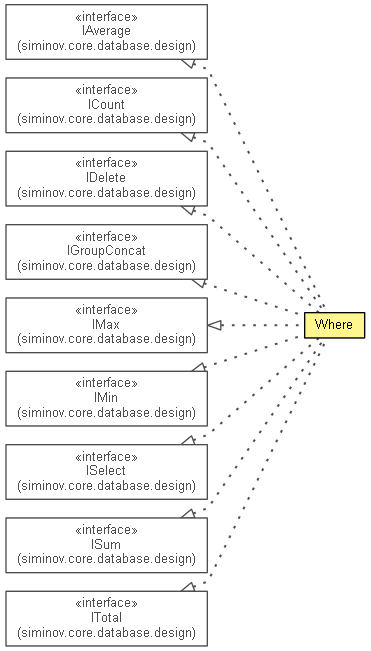 «interface»
IAverage
(siminov.core.database.design)
«interface»
ICount
(siminov.core.database.design)
«interface»
IDelete
(siminov.core.database.design)
«interface»
IGroupConcat
(siminov.core.database.design)
«interface»
IMax
(siminov.core.database.design)
Where
«interface»
IMin
(siminov.core.database.design)
«interface»
ISelect
(siminov.core.database.design)
«interface»
ISum
(siminov.core.database.design)
«interface»
ITotal
(siminov.core.database.design)